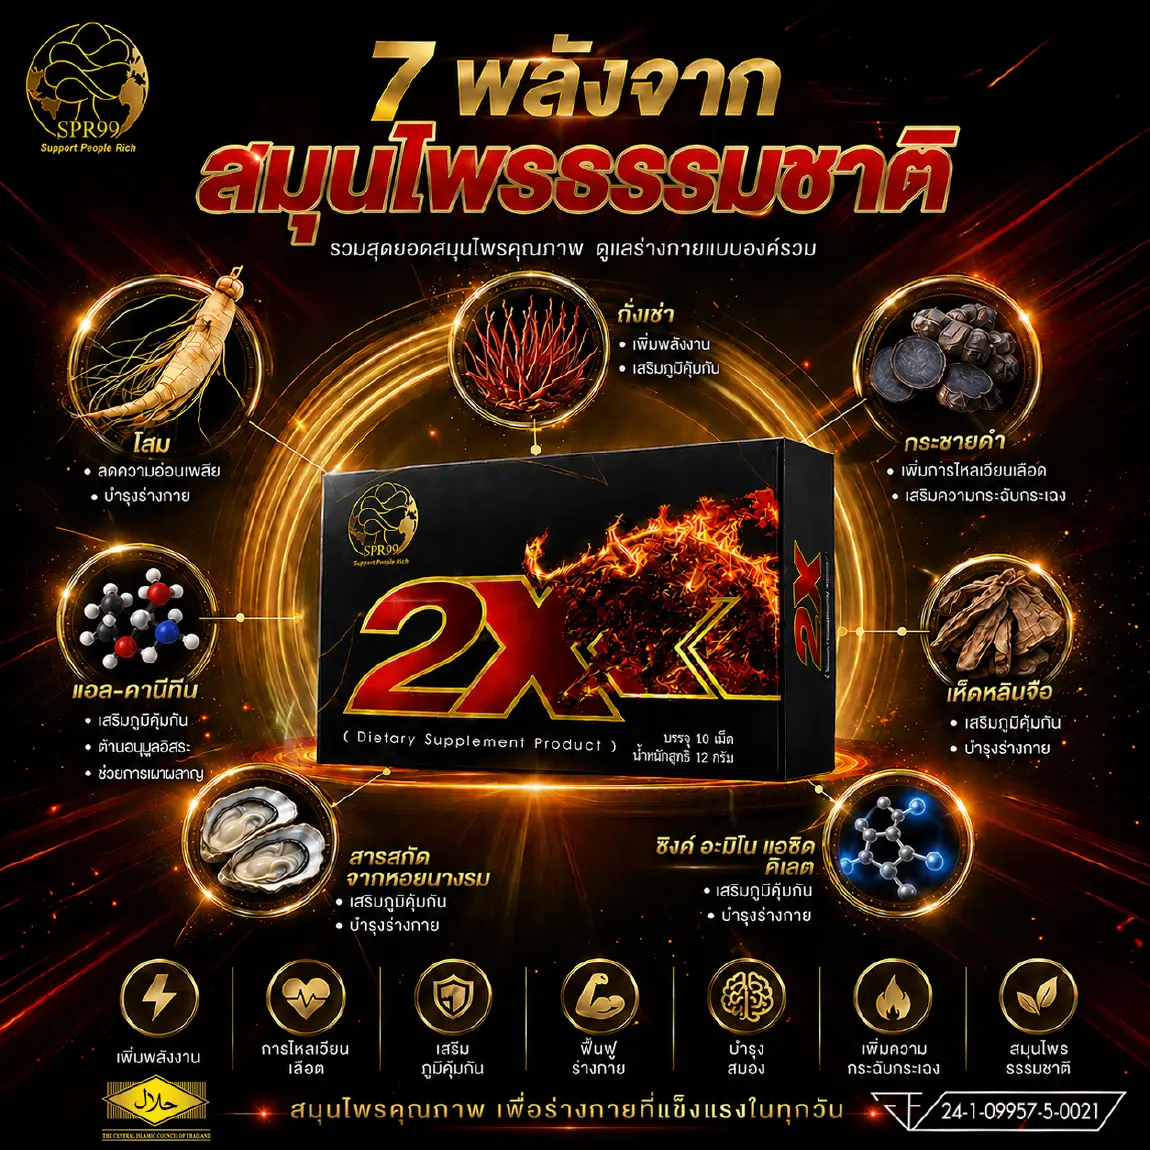 SPR99
Support People Rich
7 พลังจาก
สมุนไพรธรรมชาติ
รวมสุดยอดสมุนไพรคุณภาพ ดูแลร่างกายแบบองค์รวม
โสม
• ลดความอ่อนเพลีย
• บำรุงร่างกาย
ถั่งเช่า
• เพิ่มพลังงาน
• เสริมภูมิคุ้มกัน
กระชายดำ
• เพิ่มการไหลเวียนเลือด
• เสริมความกระฉับกระเฉง
SPR99
Support People Rich
2X
( Dietary Supplement Product )
บรรจุ 10 เม็ด
น้ำหนักสุทธิ 12 กรัม
2X
แอล-คานีทีน
• เสริมภูมิคุ้มกัน
• ต้านอนุมูลอิสระ
• ช่วยการเผาผลาญ
เห็ดหลินจือ
• เสริมภูมิคุ้มกัน
• บำรุงร่างกาย
สารสกัด
จากหอยนางรม
• เสริมภูมิคุ้มกัน
• บำรุงร่างกาย
ซิงค์ อะมิโน แอซิด
คีเลต
• เสริมภูมิคุ้มกัน
• บำรุงร่างกาย
เพิ่มพลังงาน
การไหลเวียน
เลือด
เสริม
ภูมิคุ้มกัน
ฟื้นฟู
ร่างกาย
บำรุง
สมอง
เพิ่มความ
กระฉับกระเฉง
สมุนไพร
ธรรมชาติ
حلال
THE CENTRAL ISLAMIC COUNCIL OF THAILAND
สมุนไพรคุณภาพ เพื่อร่างกายที่แข็งแรงในทุกวัน
24-1-09957-5-0021